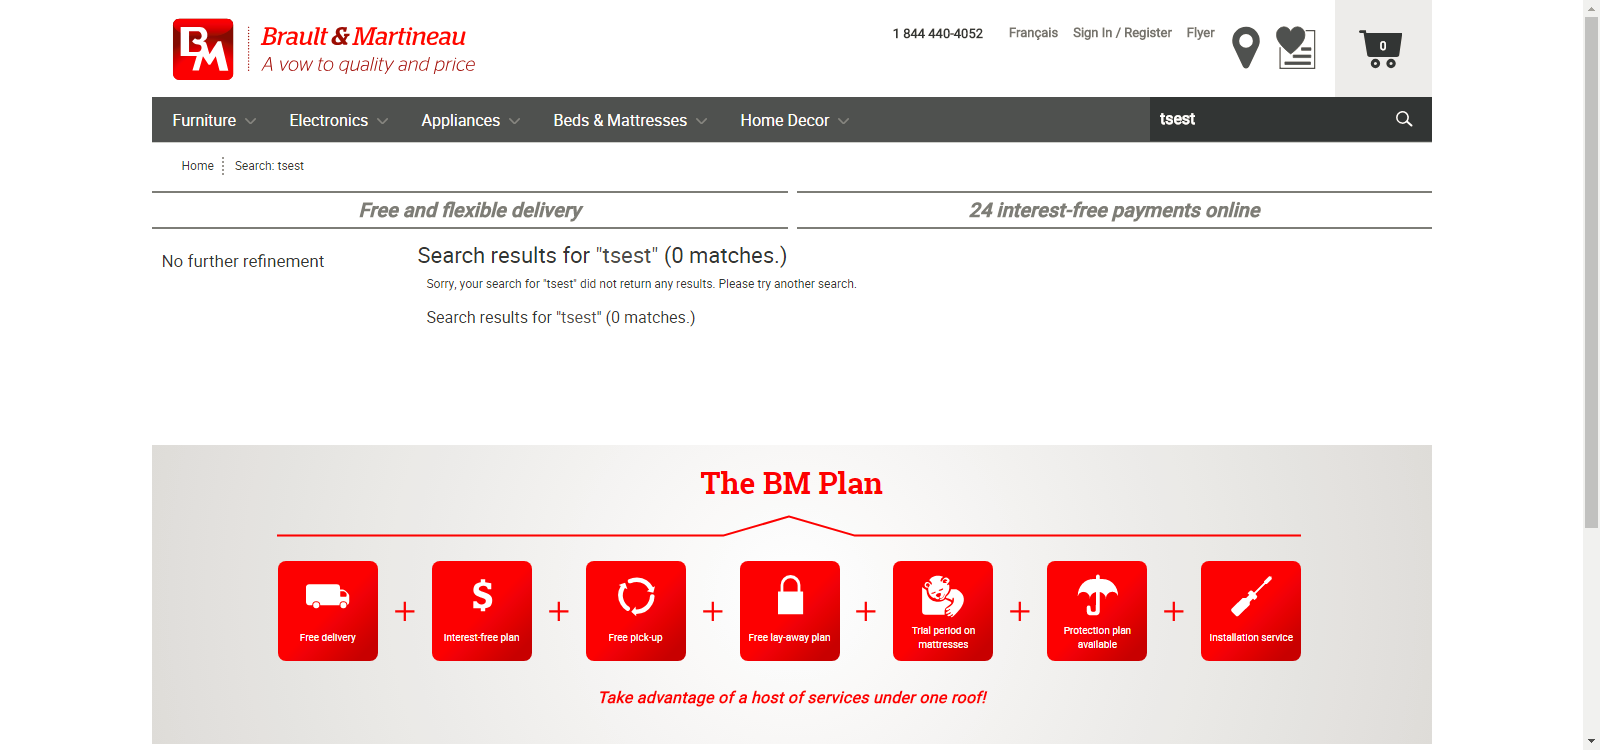 BM
Brault & Martineau
A vow to quality and price
1 844 440-4052 Français Sign In / Register Flyer
0
Furniture Electronics Appliances Beds & Mattresses Home Decor tsest
Home Search: tsest
Free and flexible delivery
24 interest-free payments online
No further refinement
Search results for "tsest" (0 matches.)
Sorry, your search for "tsest" did not return any results. Please try another search.
Search results for "tsest" (0 matches.)
The BM Plan
Free delivery
+
$
Interest-free plan
+
Free pick-up
+
Free lay-away plan
+
Trial period on
mattresses
+
Protection plan
available
+
Installation service
Take advantage of a host of services under one roof!